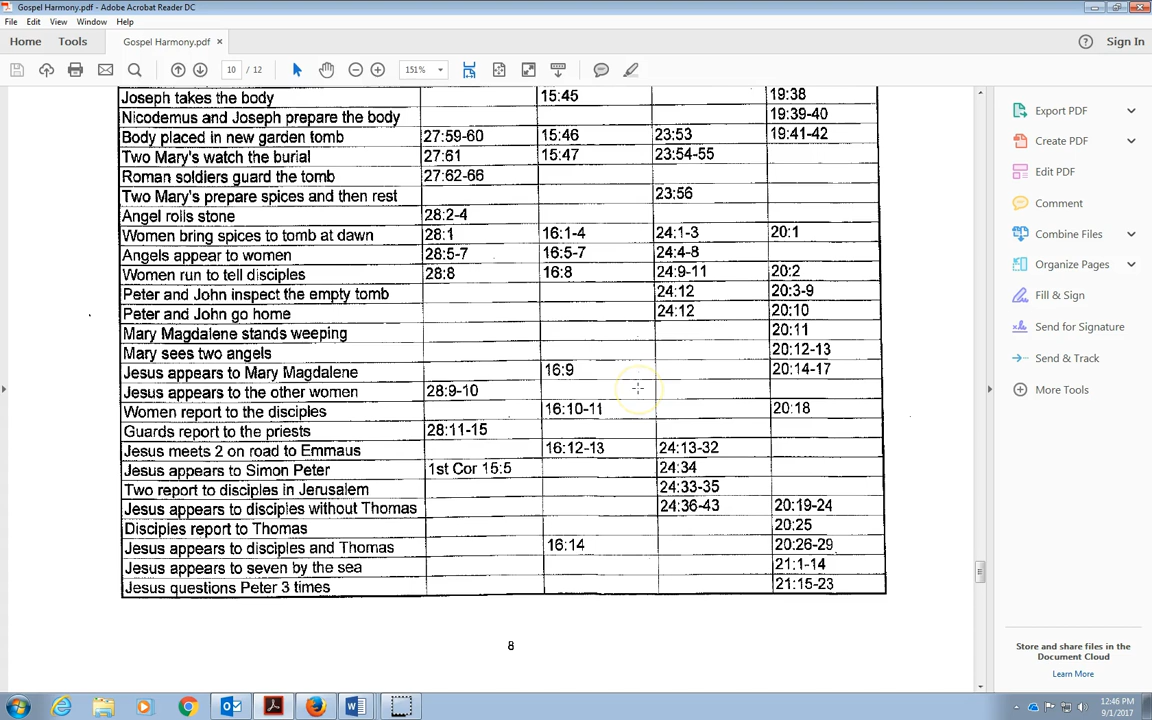 Gospel Harmony.pdf - Adobe Acrobat Reader DC
File Edit View Window Help
Home Tools Gospel Harmony.pdf × Sign In
10 / 12 151%
Joseph takes the body 15:45 19:38
Nicodemus and Joseph prepare the body 19:39-40
Body placed in new garden tomb 27:59-60 15:46 23:53 19:41-42
Two Mary's watch the burial 27:61 15:47 23:54-55
Roman soldiers guard the tomb 27:62-66
Two Mary's prepare spices and then rest 23:56
Angel rolls stone 28:2-4
Women bring spices to tomb at dawn 28:1 16:1-4 24:1-3 20:1
Angels appear to women 28:5-7 16:5-7 24:4-8
Women run to tell disciples 28:8 16:8 24:9-11 20:2
Peter and John inspect the empty tomb 24:12 20:3-9
Peter and John go home 24:12 20:10
Mary Magdalene stands weeping 20:11
Mary sees two angels 20:12-13
Jesus appears to Mary Magdalene 16:9 20:14-17
Jesus appears to the other women 28:9-10
Women report to the disciples 16:10-11 20:18
Guards report to the priests 28:11-15
Jesus meets 2 on road to Emmaus 16:12-13 24:13-32
Jesus appears to Simon Peter 1st Cor 15:5 24:34
Two report to disciples in Jerusalem 24:33-35
Jesus appears to disciples without Thomas 24:36-43 20:19-24
Disciples report to Thomas 20:25
Jesus appears to disciples and Thomas 16:14 20:26-29
Jesus appears to seven by the sea 21:1-14
Jesus questions Peter 3 times 21:15-23
8
Export PDF
Create PDF
Edit PDF
Comment
Combine Files
Organize Pages
Fill & Sign
Send for Signature
Send & Track
More Tools
Store and share files in the
Document Cloud
Learn More
12:46 PM
9/1/2017